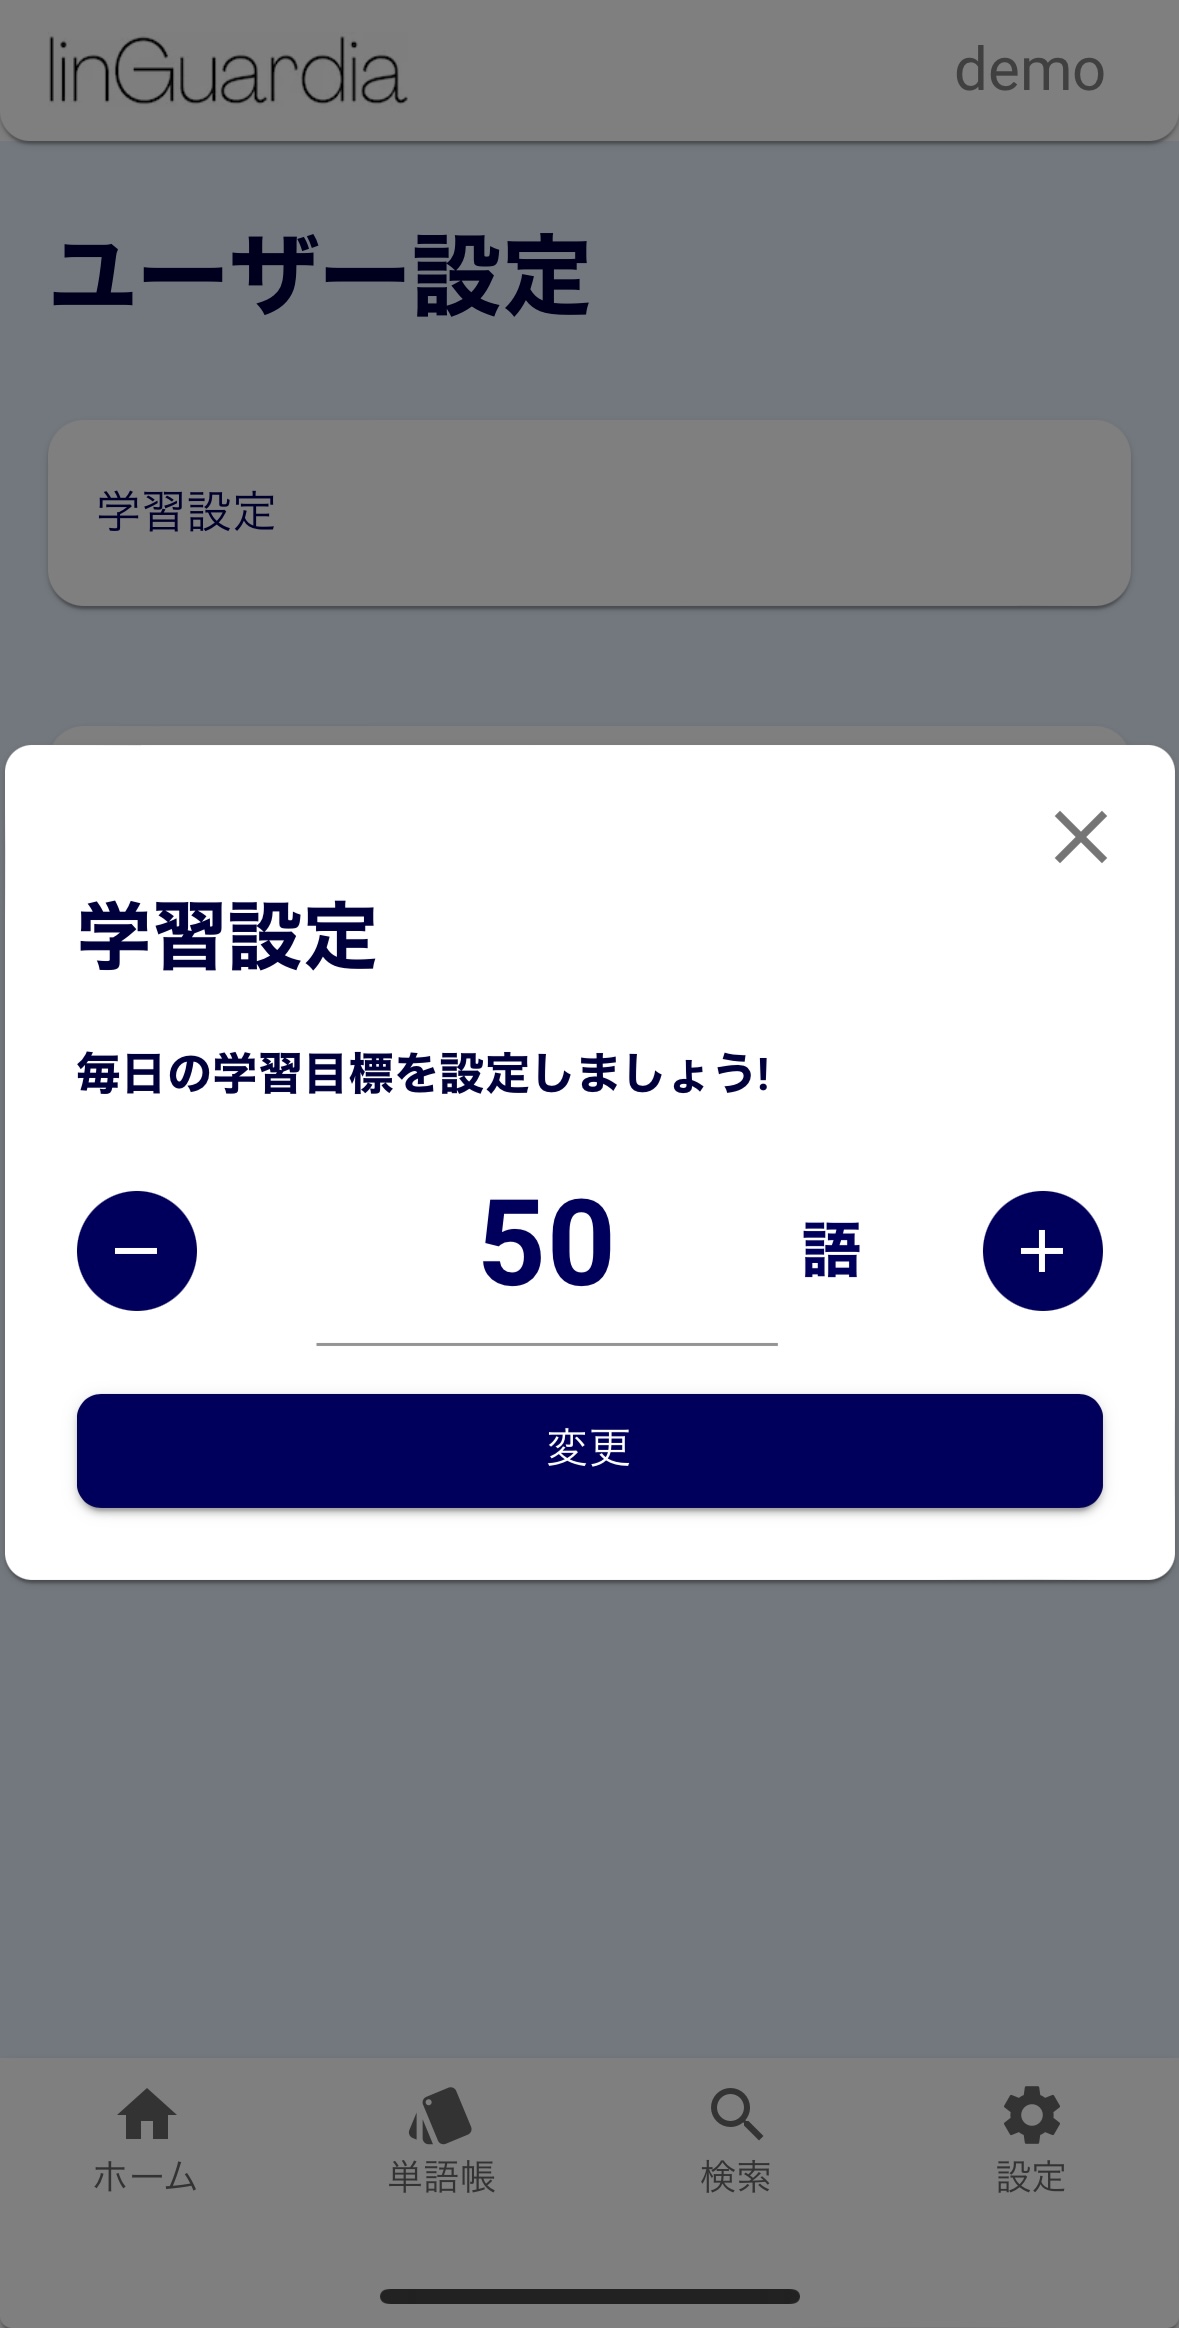 linGuardia
demo
ユーザー設定
学習設定
学習設定
毎日の学習目標を設定しましょう!
50 語
変更
ホーム 単語帳 検索 設定